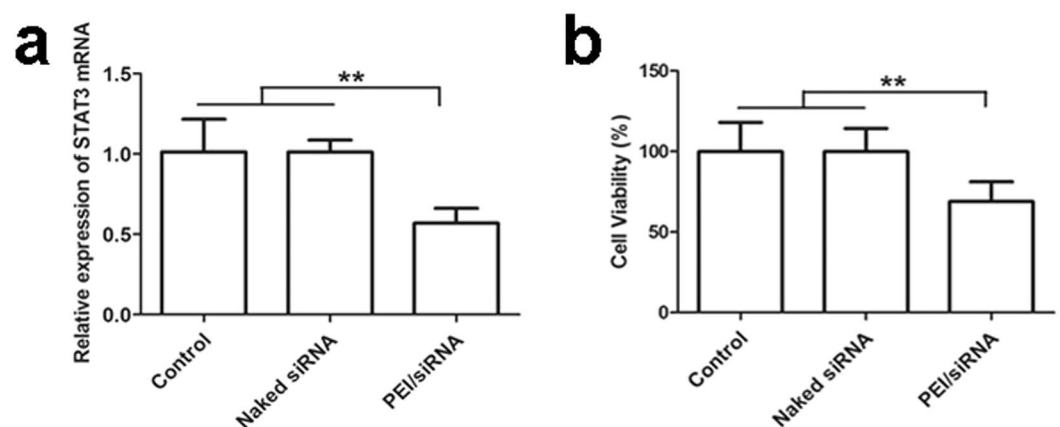 a
Relative expression of STAT3 mRNA
1.5
1.0
0.5
0.0
**
Control
Naked siRNA
PEI/siRNA
b
Cell Viability (%)
150
100
50
0
**
Control
Naked siRNA
PEI/siRNA